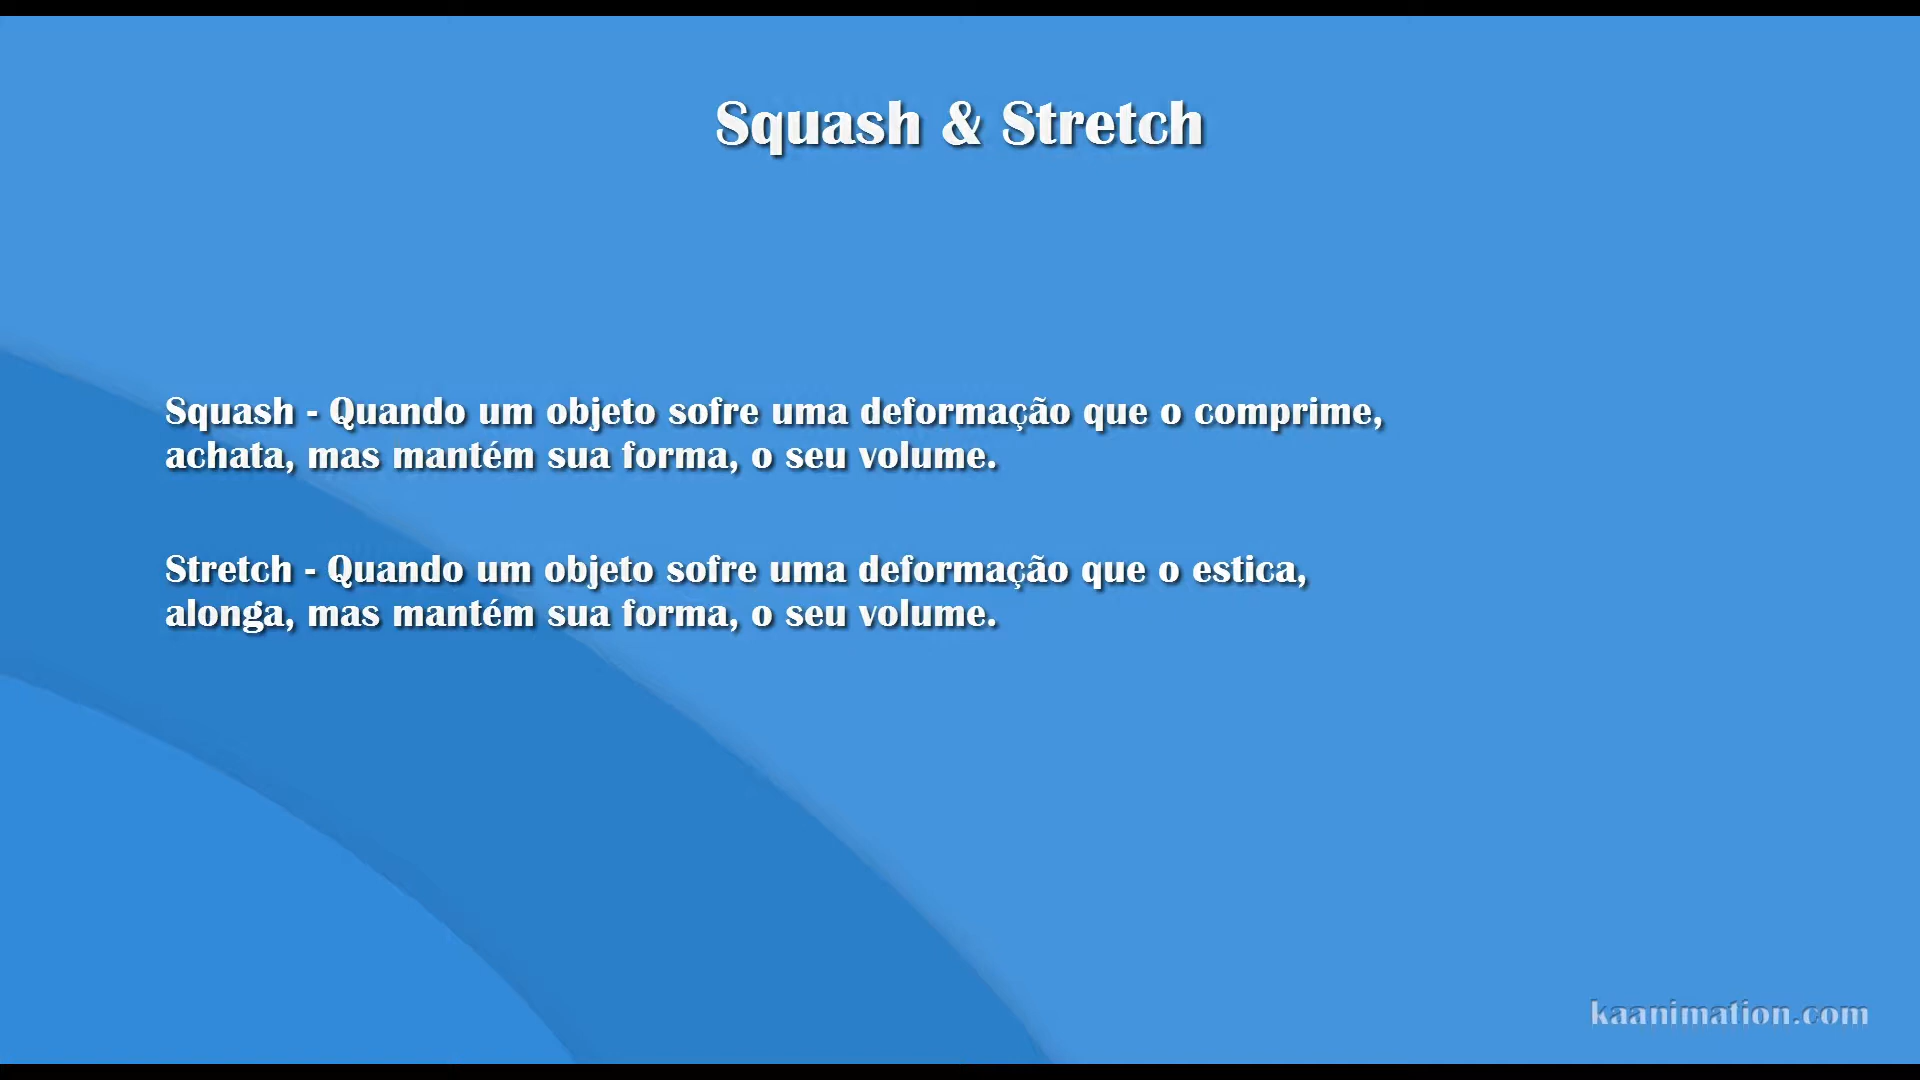 Squash & Stretch
Squash - Quando um objeto sofre uma deformação que o comprime,
achata, mas mantém sua forma, o seu volume.
Stretch - Quando um objeto sofre uma deformação que o estica,
alonga, mas mantém sua forma, o seu volume.
kaanimation.com